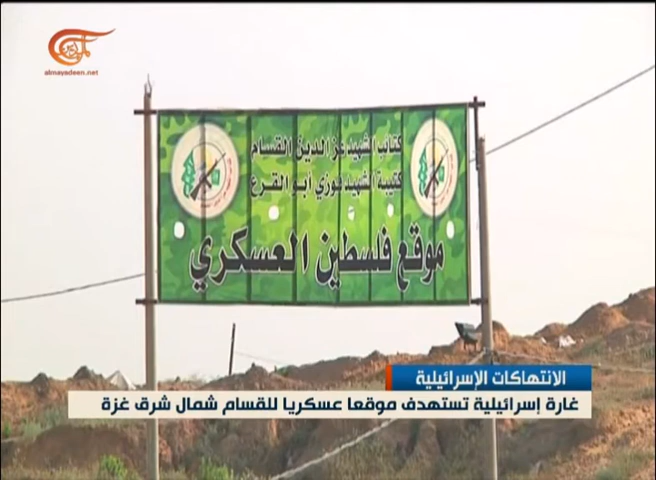 الميادين
almayadeen.net
كتائب الشهيد عز الدين القسام
كتيبة الشهيد فوزي أبو القرع
موقع فلسطين العسكري
الانتهاكات الإسرائيلية
غارة إسرائيلية تستهدف موقعا عسكريا للقسام شمال شرق غزة